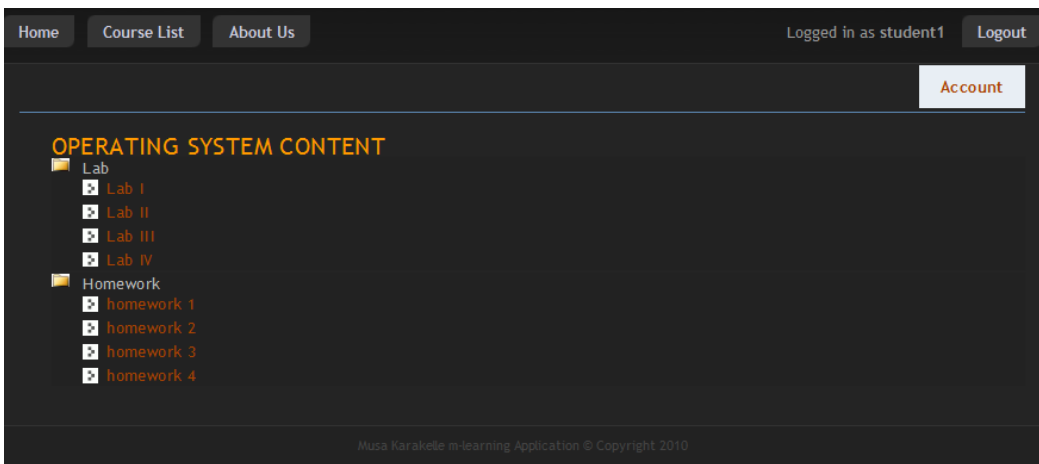 Home Course List About Us Logged in as student1 Logout
Account
OPERATING SYSTEM CONTENT
Lab
Lab I
Lab II
Lab III
Lab IV
Homework
homework 1
homework 2
homework 3
homework 4
Musa Karakelle m-learning Application © Copyright 2010